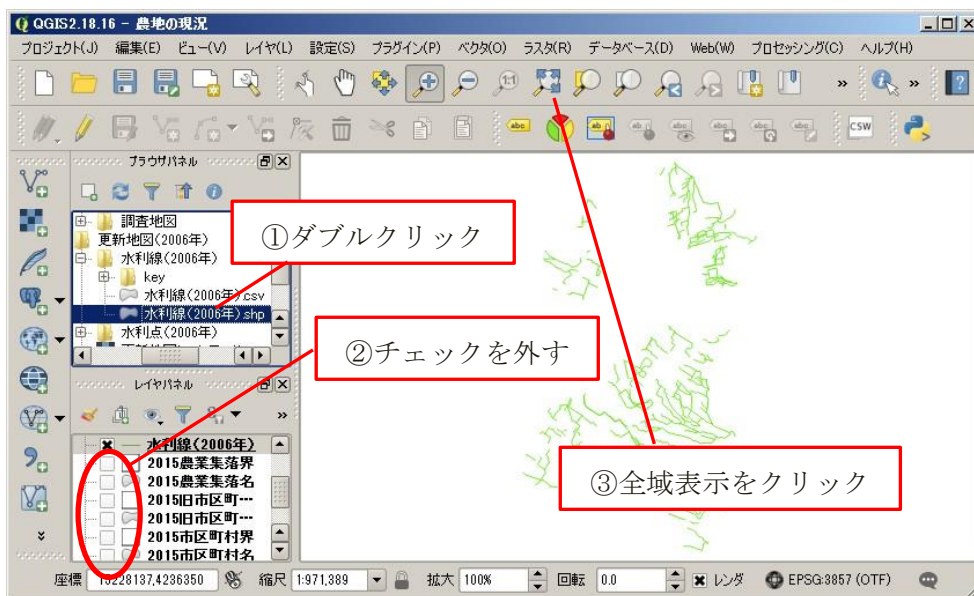 QGIS2.18.16 - 農地の現況
プロジェクト(J) 編集(E) ビュー(V) レイヤ(L) 設定(S) プラグイン(P) ベクタ(O) ラスタ(R) データベース(D) Web(W) プロセッシング(C) ヘルプ(H)
1:1
»
»
?
abc
ab
abc
abc
abc
abc
abc
CSW
ブラウザパネル
調査地図
更新地図(2006年)
水利線(2006年)
key
水利線(2006年).csv
水利線(2006年).shp
水利点(2006年)
①ダブルクリック
②チェックを外す
③全域表示をクリック
レイヤパネル
»
水利線(2006年)
2015農業集落界
2015農業集落名
2015旧市区町…
2015旧市区町…
2015市区町村界
2015市区町村名
座標 15228137,4236350 縮尺 1:971,389 拡大 100% 回転 0.0 レンダ EPSG:3857 (OTF)